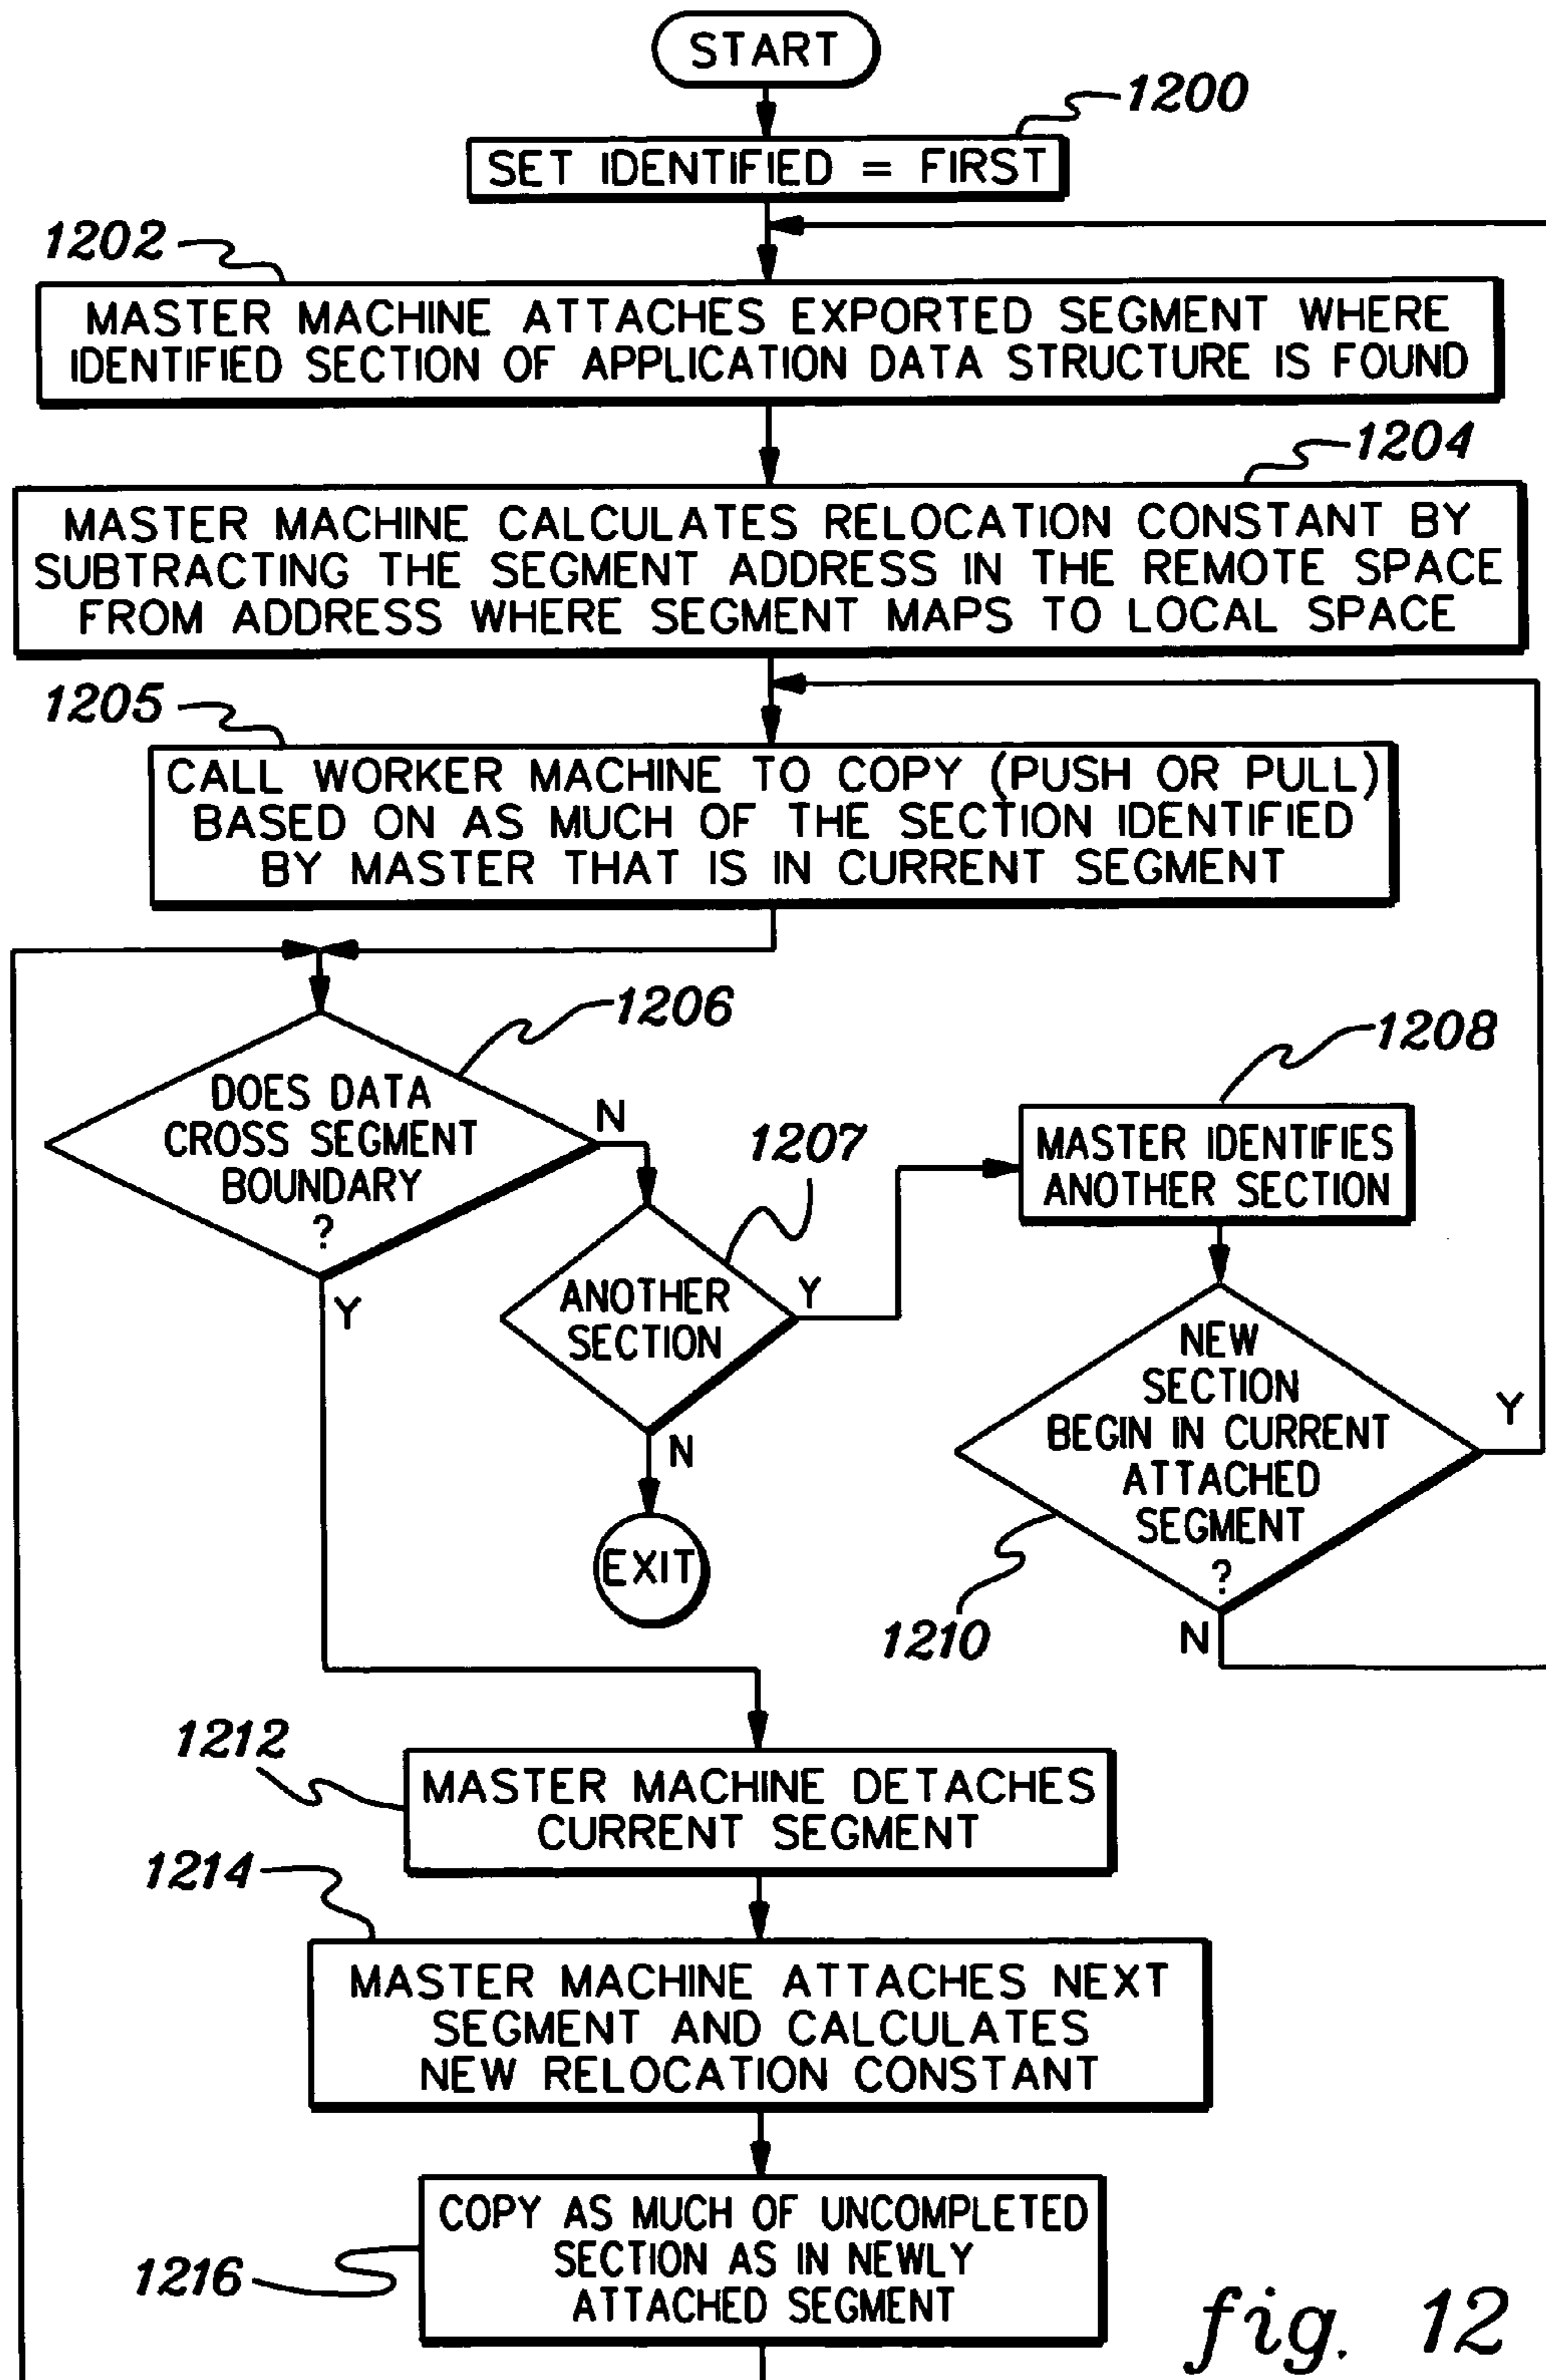 START
1200
SET IDENTIFIED = FIRST
1202
MASTER MACHINE ATTACHES EXPORTED SEGMENT WHERE
IDENTIFIED SECTION OF APPLICATION DATA STRUCTURE IS FOUND
1204
MASTER MACHINE CALCULATES RELOCATION CONSTANT BY
SUBTRACTING THE SEGMENT ADDRESS IN THE REMOTE SPACE
FROM ADDRESS WHERE SEGMENT MAPS TO LOCAL SPACE
1205
CALL WORKER MACHINE TO COPY (PUSH OR PULL)
BASED ON AS MUCH OF THE SECTION IDENTIFIED
BY MASTER THAT IS IN CURRENT SEGMENT
1206
DOES DATA
CROSS SEGMENT
BOUNDARY
?
N
Y
1207
ANOTHER
SECTION
Y
N
EXIT
1208
MASTER IDENTIFIES
ANOTHER SECTION
NEW
SECTION
BEGIN IN CURRENT
ATTACHED
SEGMENT
?
Y
N
1210
1212
MASTER MACHINE DETACHES
CURRENT SEGMENT
1214
MASTER MACHINE ATTACHES NEXT
SEGMENT AND CALCULATES
NEW RELOCATION CONSTANT
1216
COPY AS MUCH OF UNCOMPLETED
SECTION AS IN NEWLY
ATTACHED SEGMENT
fig. 12